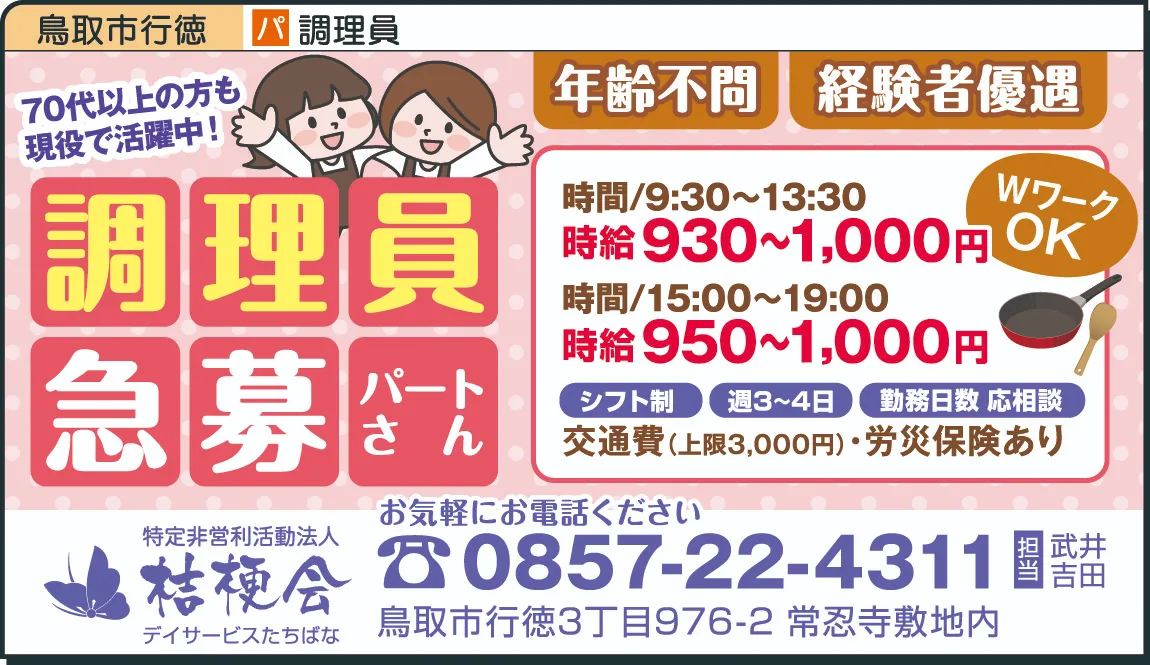 鳥取市行徳 パ 調理員
70代以上の方も
現役で活躍中!
調理員
急募 パートさん
年齢不問 経験者優遇
時間/9:30〜13:30
時給930〜1,000円
WワークOK
時間/15:00〜19:00
時給950〜1,000円
シフト制 週3〜4日 勤務日数 応相談
交通費(上限3,000円)・労災保険あり
お気軽にお電話ください
特定非営利活動法人
桔梗会
デイサービスたちばな
☎0857-22-4311 担当 武井 吉田
鳥取市行徳3丁目976-2 常忍寺敷地内